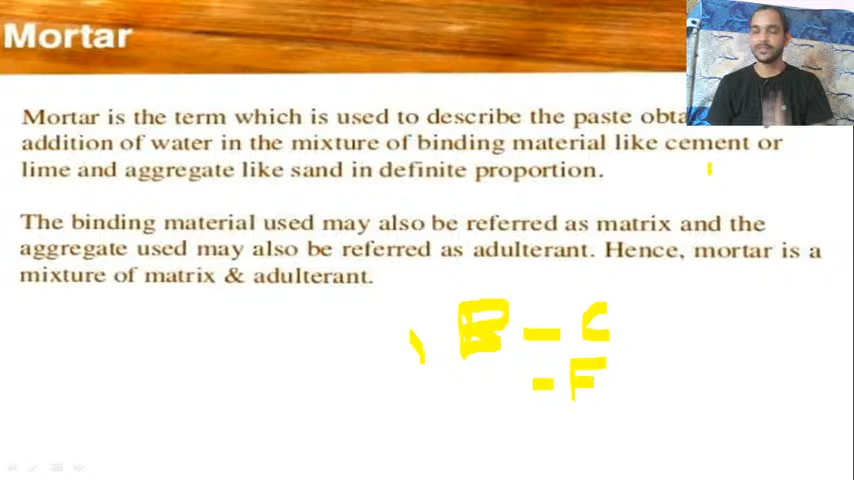 Mortar
Mortar is the term which is used to describe the paste
addition of water in the mixture of binding material like cement or
lime and aggregate like sand in definite proportion.
The binding material used may also be referred as matrix and the
aggregate used may also be referred as adulterant. Hence, mortar is a
mixture of matrix & adulterant.
B - C
- F